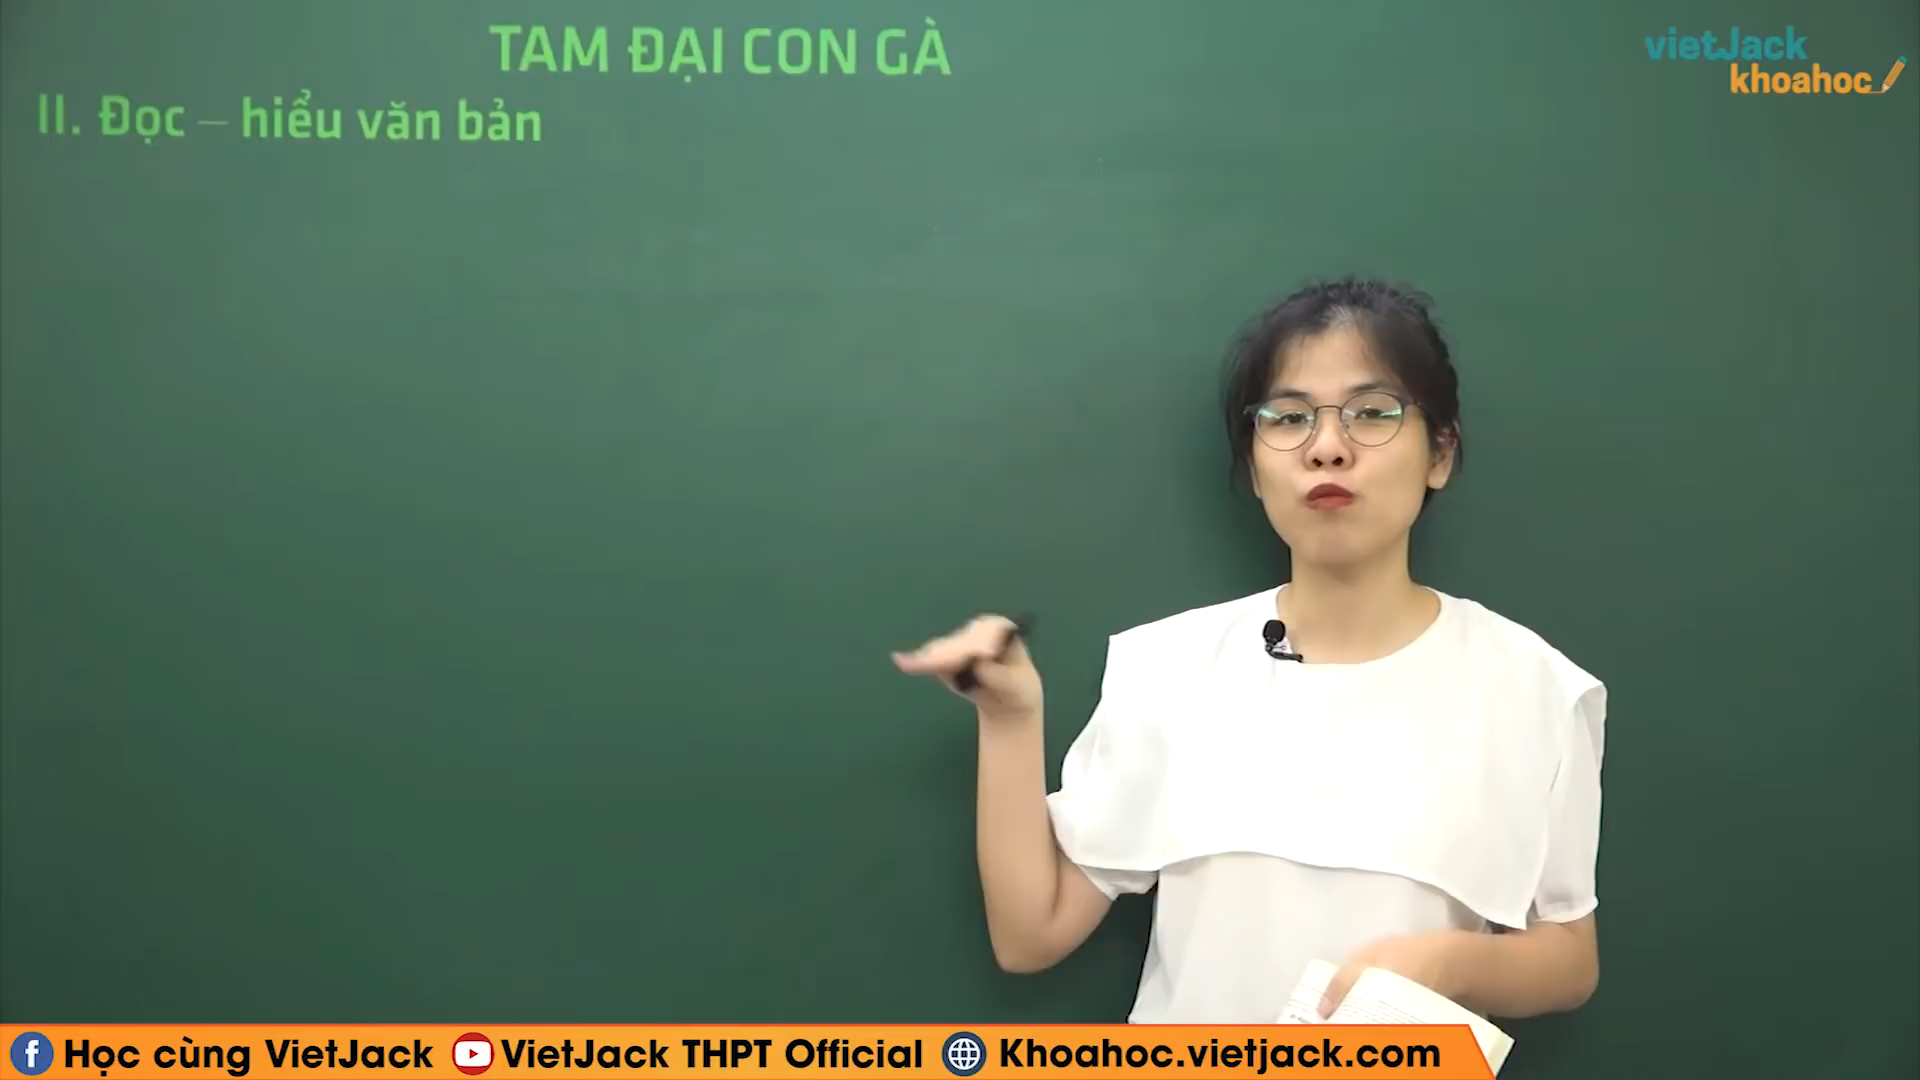 TAM ĐẠI CON GÀ
vietJack
khoahoc
II. Đọc – hiểu văn bản
Học cùng VietJack VietJack THPT Official Khoahoc.vietjack.com